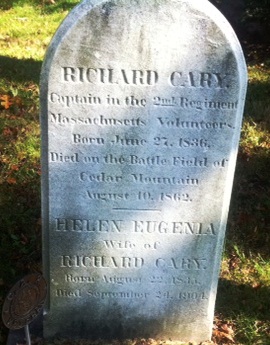 RICHARD CARY.
Captain in the 2nd Regiment
Massachusetts Volunteers.
Born June 27, 1836.
Died on the Battle Field of
Cedar Mountain
August 10, 1862.
HELEN EUGENIA
Wife of
RICHARD CARY.
Born August 22,
Died September 24,